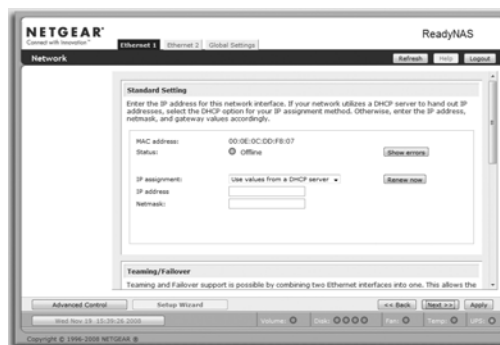 NETGEAR®
Connect with Innovation™
ReadyNAS
Ethernet 1 Ethernet 2 Global Settings
Network Refresh Help Logout
Standard Setting
Enter the IP address for this network interface. If your network utilizes a DHCP server to hand out IP
addresses, select the DHCP option for your IP assignment method. Otherwise, enter the IP address,
netmask, and gateway values accordingly.
MAC address: 00:0E:0C:DD:F8:07
Status: Offline Show errors
IP assignment: Use values from a DHCP server Renew now
IP address
Netmask:
Teaming/Failover
Teaming and Failover support is possible by combining two Ethernet interfaces into one. This allows the
Advanced Control Setup Wizard << Back Next >> Apply
Wed Nov 19 15:39:26 2008 Volume: Disk: Fan: Temp: UPS:
Copyright © 1996-2008 NETGEAR ®